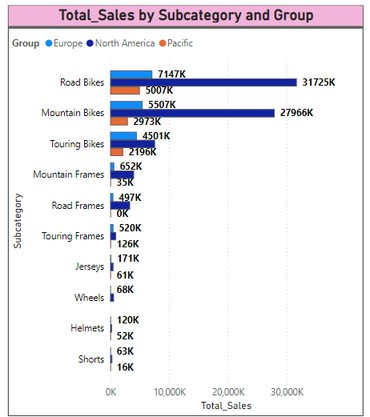 Total_Sales by Subcategory and Group
Group Europe North America Pacific
Road Bikes 7147K
31725K
5007K
Mountain Bikes 5507K
27966K
2973K
Touring Bikes 4501K
2196K
Mountain Frames 652K
35K
Road Frames 497K
0K
Touring Frames 520K
126K
Jerseys 171K
61K
Wheels 68K
Helmets 120K
52K
Shorts 63K
16K
Subcategory
0K 10,000K 20,000K 30,000K
Total_Sales